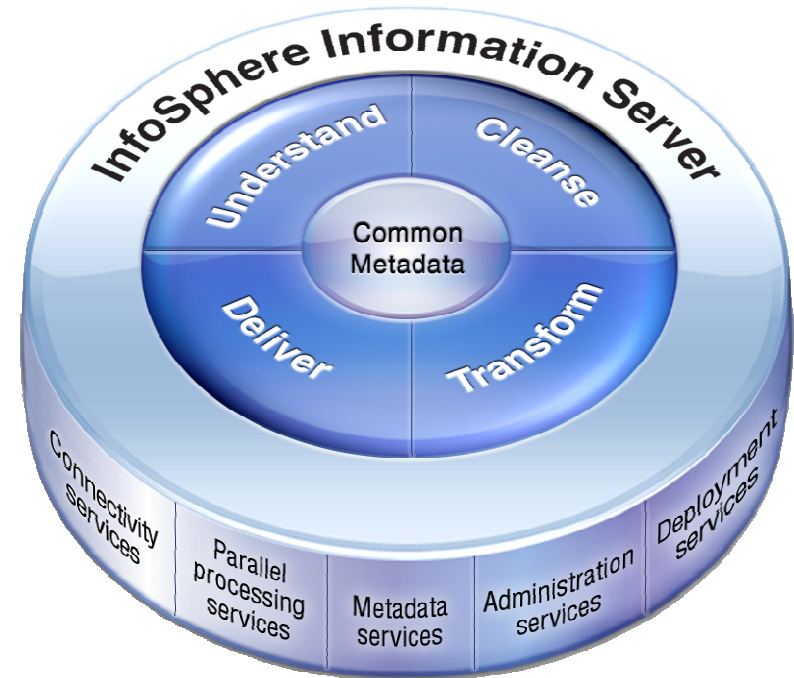 InfoSphere Information Server
Understand
Cleanse
Common
Metadata
Deliver
Transform
Connectivity
services
Parallel
processing
services
Metadata
services
Administration
services
Deployment
services